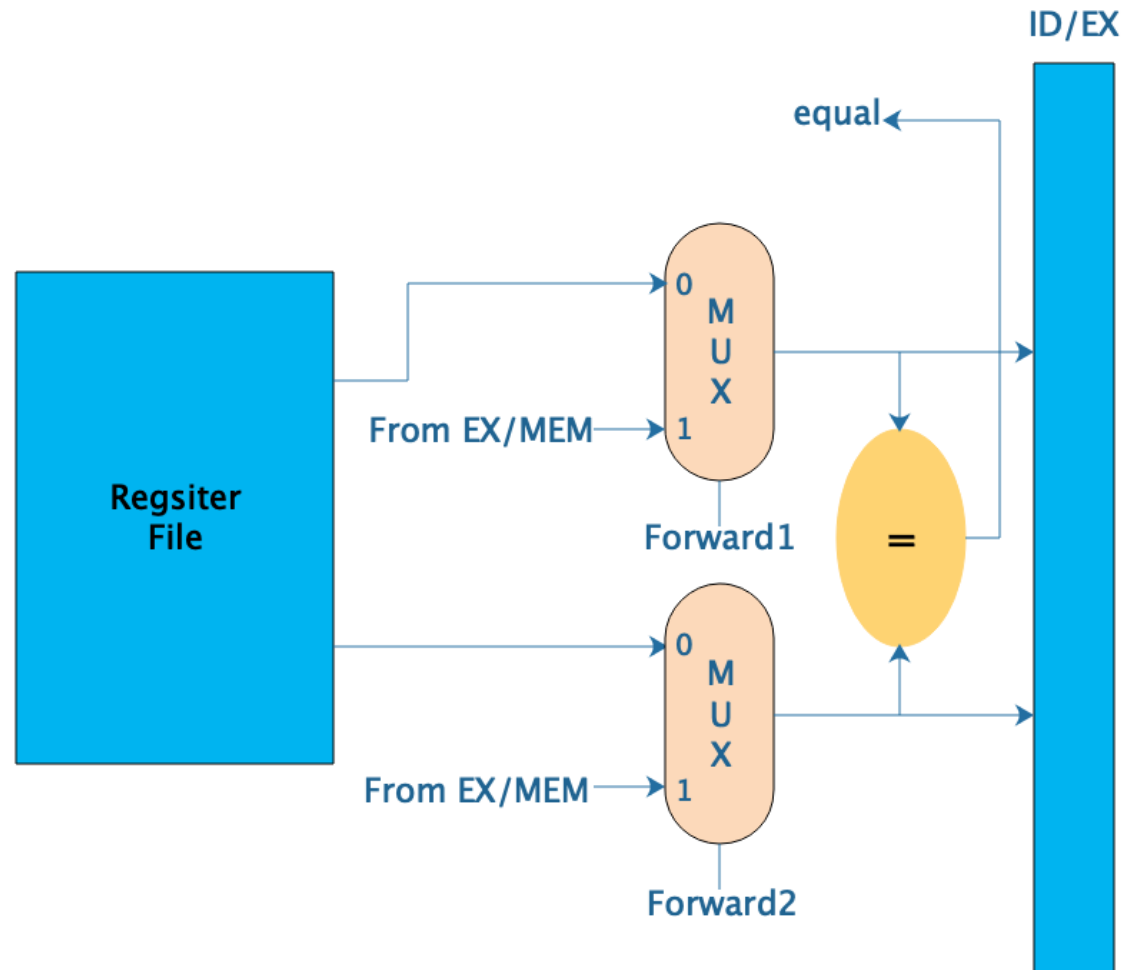 ID/EX
equal
0
M
U
X
From EX/MEM
1
Regsiter
File
Forward1
=
0
M
U
X
From EX/MEM
1
Forward2